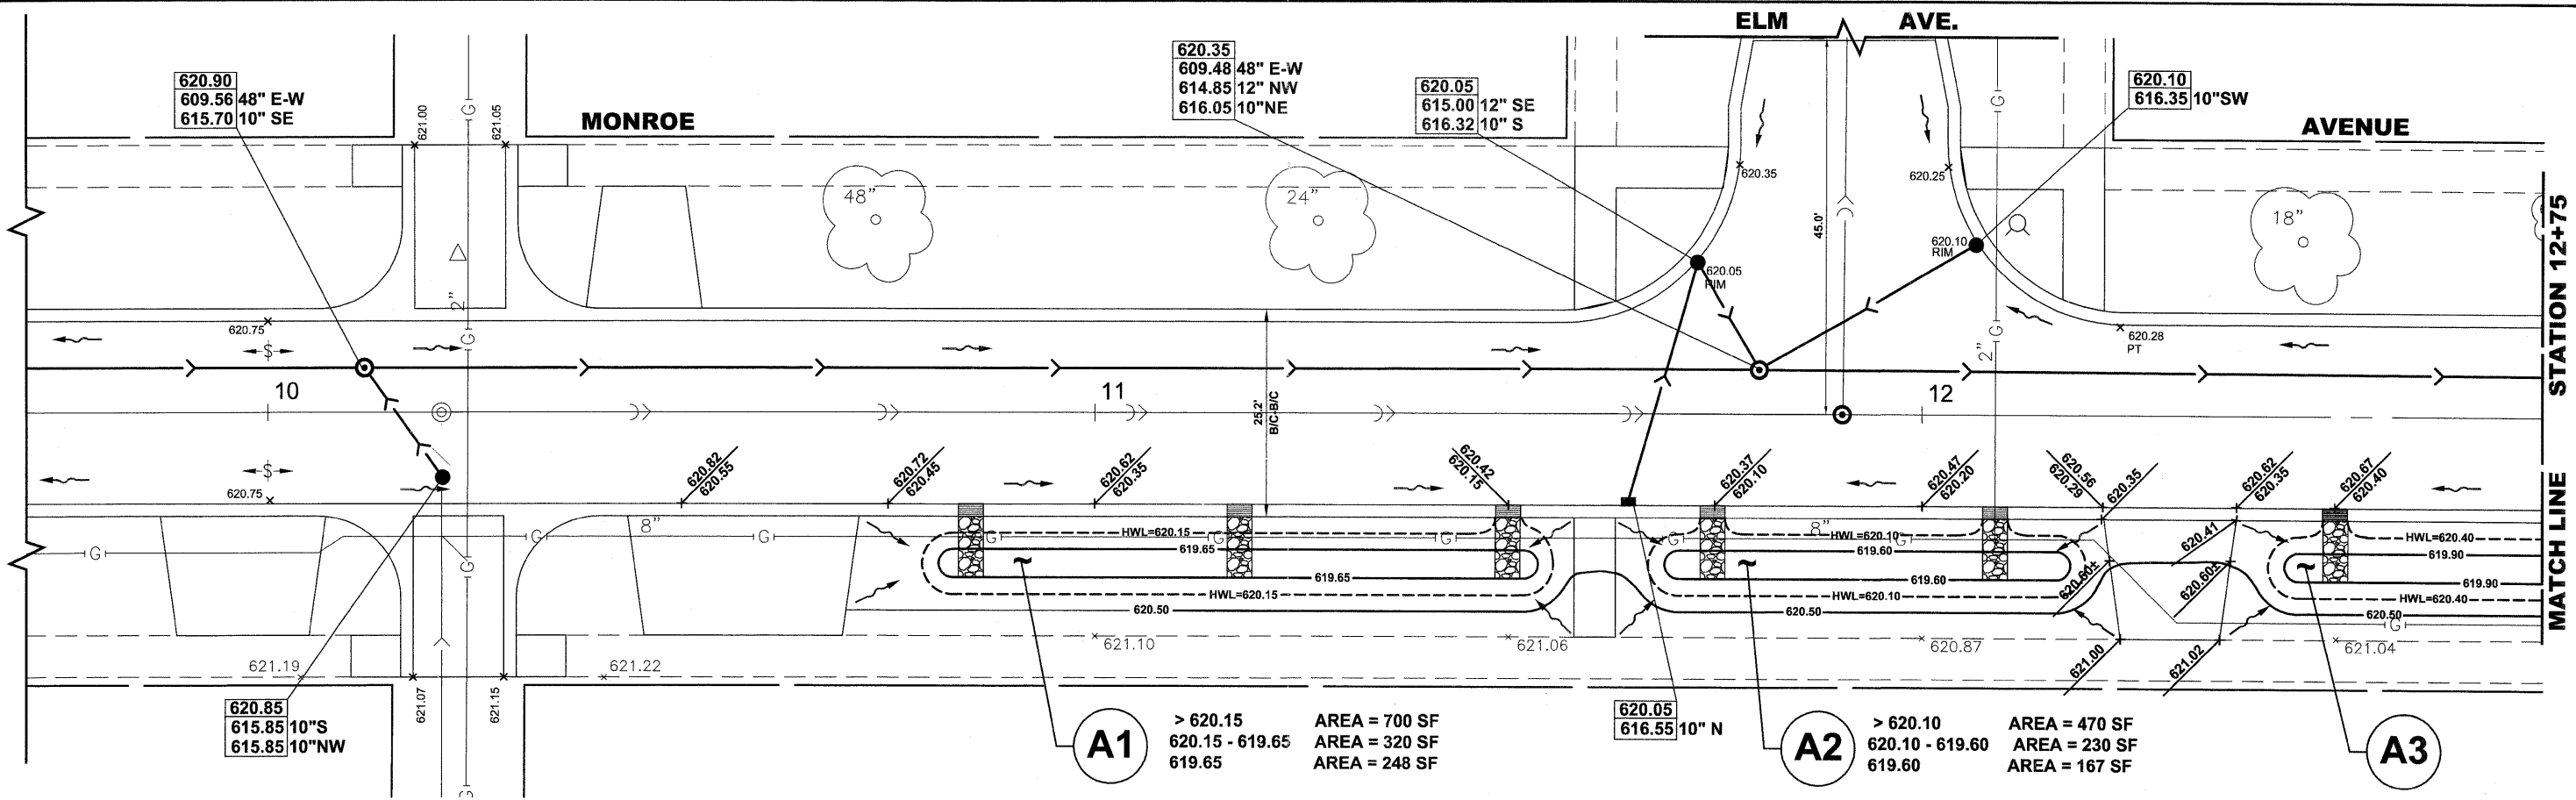 ELM AVE.
620.90
609.56 48" E-W
615.70 10" SE
620.35
609.48 48" E-W
614.85 12" NW
616.05 10"NE
620.05
615.00 12" SE
616.32 10" S
620.10
616.35 10"SW
MONROE
AVENUE
621.00
621.05
G
G
48"
24"
18"
620.35
620.25
45.0'
620.10
RIM
620.05
RIM
2"
G
620.75
$
G
620.28
PT
2"
STATION 12+75
10
11
12
25.2'
B/C-B/C
$
620.75
620.82
620.55
620.72
620.45
620.62
620.35
620.42
620.15
620.37
620.10
620.47
620.20
620.56
620.29
620.35
620.62
620.35
620.67
620.40
8"
8"
G
G
G
G
G
G
G
G
HWL=620.15
619.65
619.65
HWL=620.15
620.50
HWL=620.10
619.60
619.60
HWL=620.10
620.50
620.60±
620.41
620.60±
HWL=620.40
619.90
619.90
HWL=620.40
620.50
G
MATCH LINE
621.19
621.22
621.10
621.06
620.87
621.04
621.00
621.02
621.07
621.15
G
620.85
615.85 10"S
615.85 10"NW
A1
> 620.15 AREA = 700 SF
620.15 - 619.65 AREA = 320 SF
619.65 AREA = 248 SF
620.05
616.55 10" N
A2
> 620.10 AREA = 470 SF
620.10 - 619.60 AREA = 230 SF
619.60 AREA = 167 SF
A3